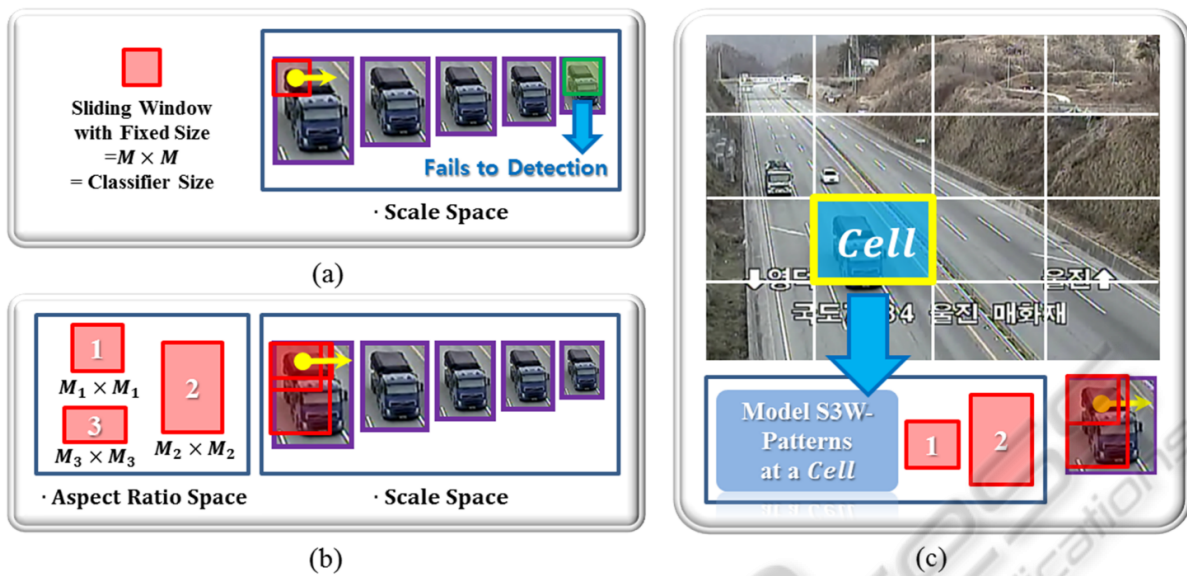 Sliding Window
with Fixed Size
=M × M
= Classifier Size
Fails to Detection
· Scale Space
(a)
1
M₁ × M₁
2
3
M₃ × M₃
M₂ × M₂
· Aspect Ratio Space
· Scale Space
(b)
Cell
⬇영덕
울진⬆
34 울진 매화재
Model S3W-
Patterns
at a Cell
1
2
(c)